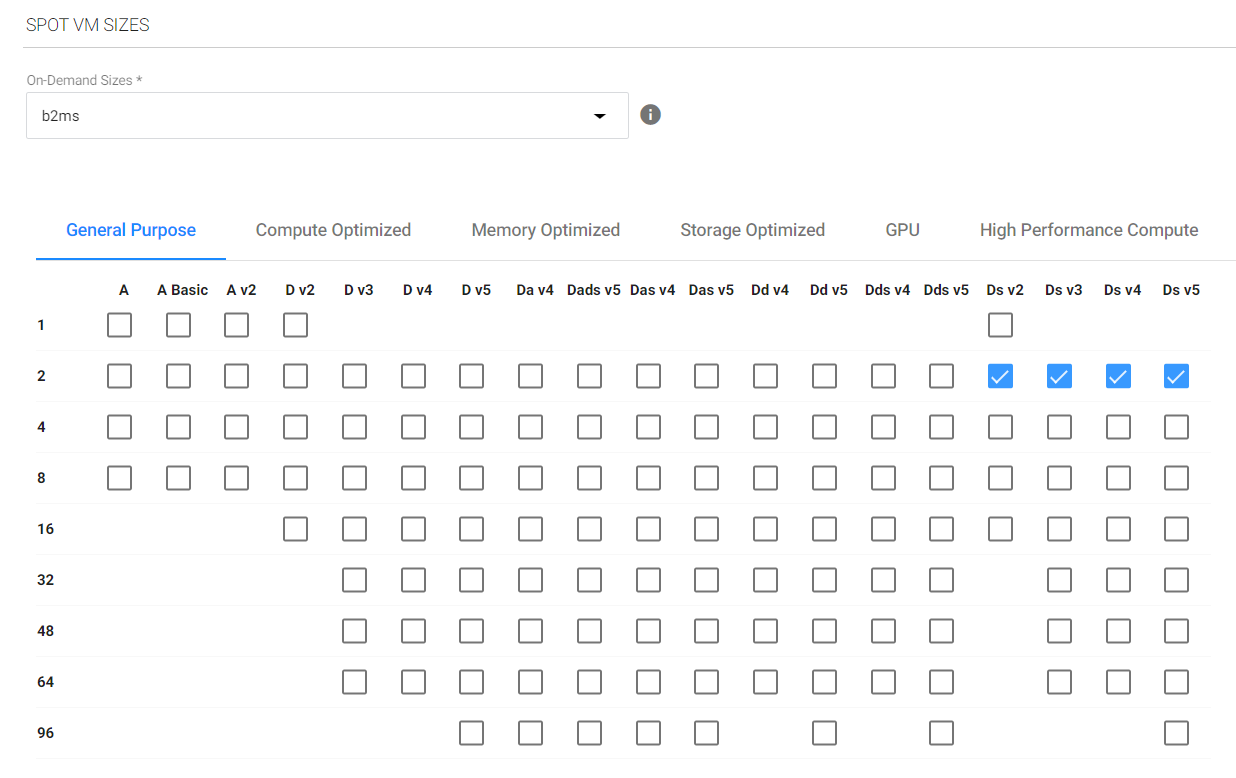 SPOT VM SIZES
On-Demand Sizes *
b2ms
General Purpose Compute Optimized Memory Optimized Storage Optimized GPU High Performance Compute
A A Basic A v2 D v2 D v3 D v4 D v5 Da v4 Dads v5 Das v4 Das v5 Dd v4 Dd v5 Dds v4 Dds v5 Ds v2 Ds v3 Ds v4 Ds v5
1
2
4
8
16
32
48
64
96